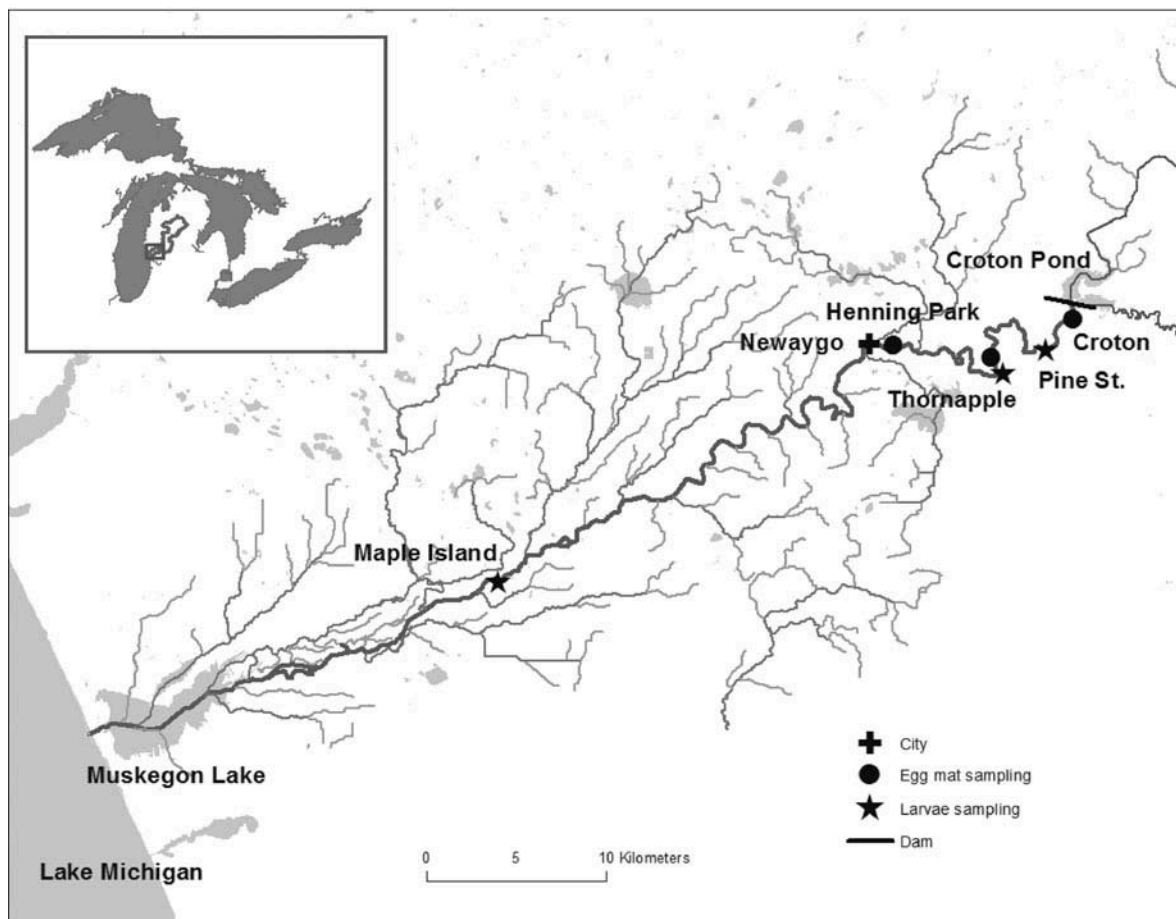 Croton Pond
Henning Park
Newaygo
Croton
Pine St.
Thornapple
Maple Island
Muskegon Lake
Lake Michigan
City
Egg mat sampling
Larvae sampling
Dam
0 5 10 Kilometers